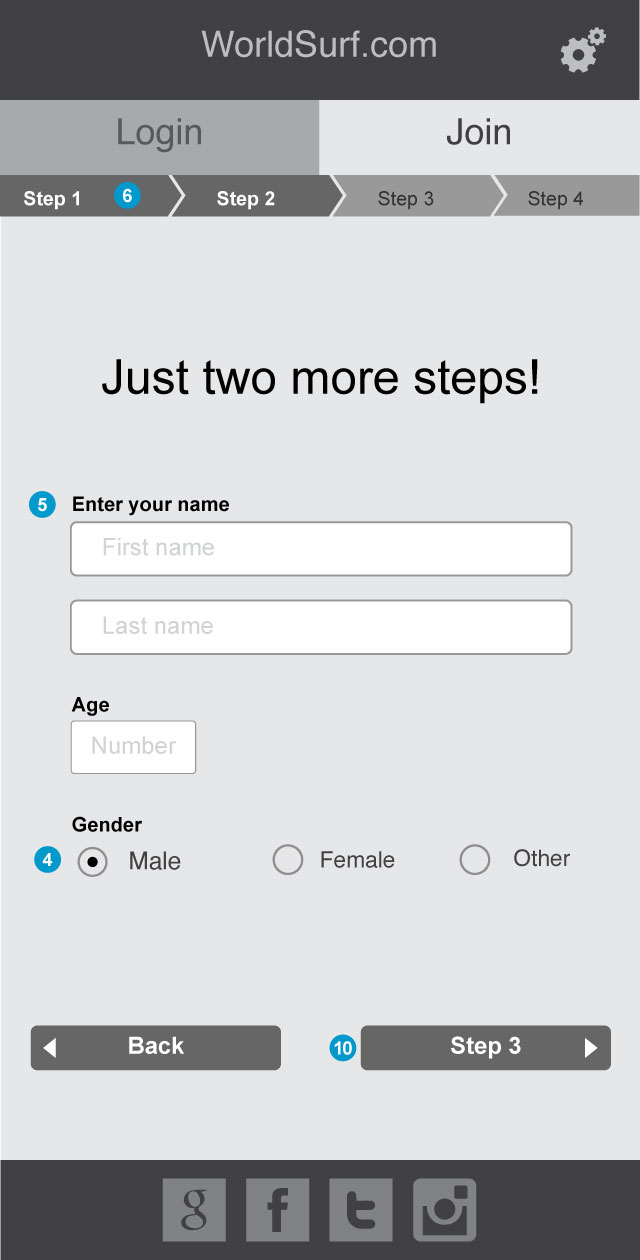 WorldSurf.com
Login Join
Step 1 6 Step 2 Step 3 Step 4
Just two more steps!
5 Enter your name
First name
Last name
Age
Number
Gender
4 Male Female Other
Back 10 Step 3
g f t